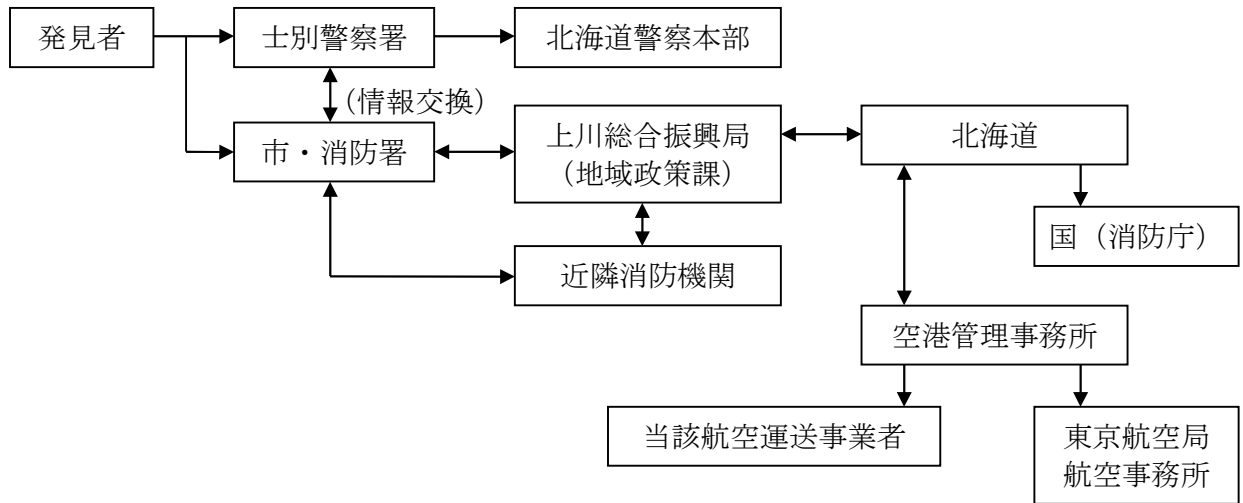 発見者
士別警察署
北海道警察本部
(情報交換)
市・消防署
上川総合振興局
(地域政策課)
北海道
国(消防庁)
近隣消防機関
空港管理事務所
当該航空運送事業者
東京航空局
航空事務所